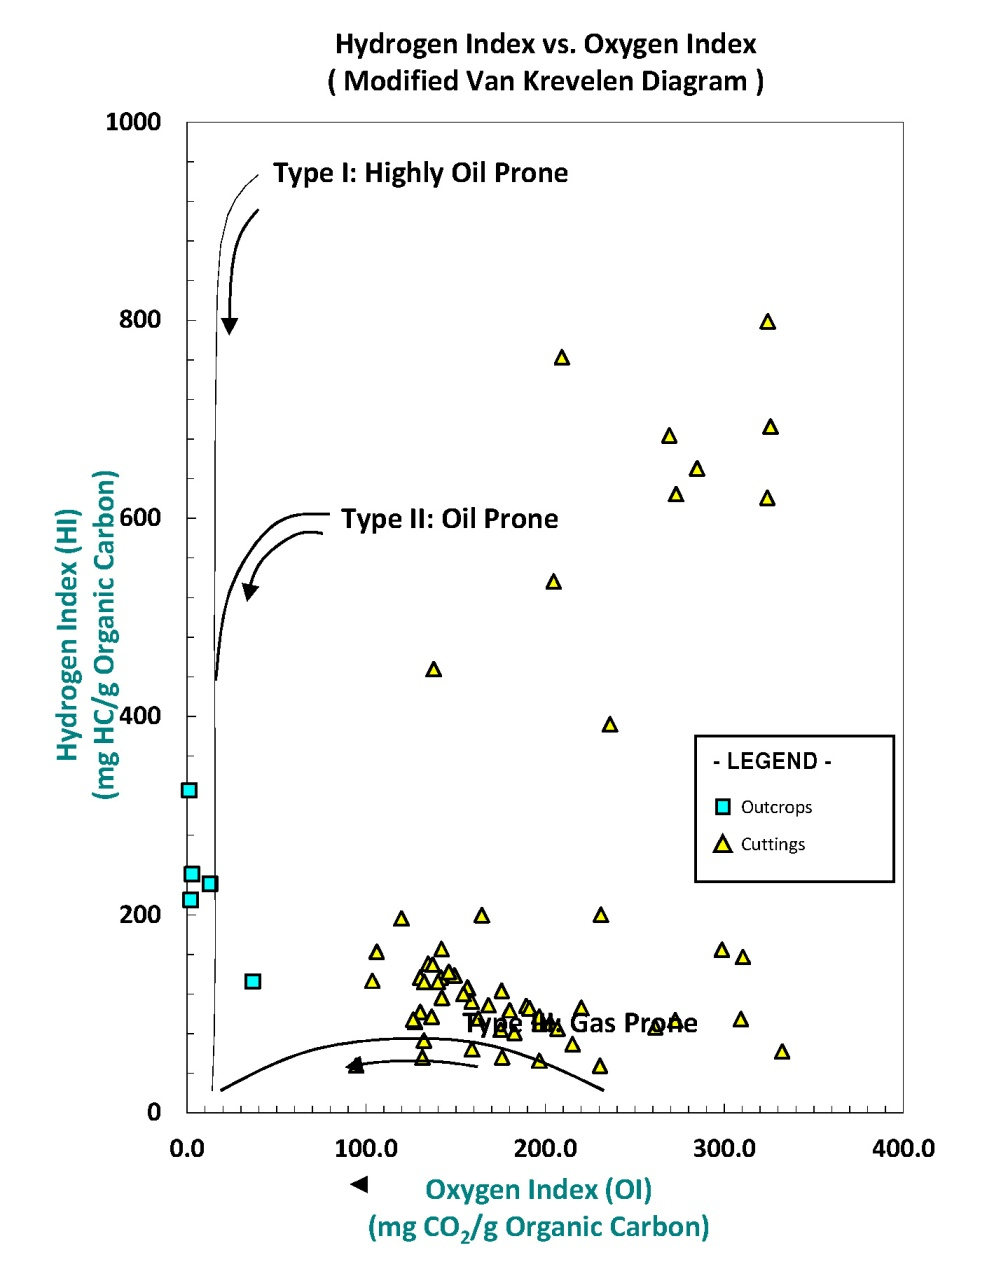 Hydrogen Index vs. Oxygen Index
( Modified Van Krevelen Diagram )
1000
Type I: Highly Oil Prone
800
600
Type II: Oil Prone
Hydrogen Index (HI)
(mg HC/g Organic Carbon)
400
- LEGEND -
Outcrops
Cuttings
200
Type III: Gas Prone
0
0.0 100.0 200.0 300.0 400.0
Oxygen Index (OI)
(mg CO₂/g Organic Carbon)